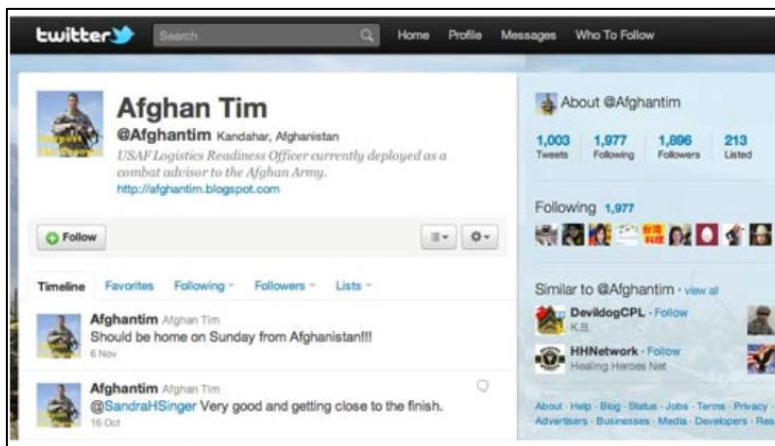 twitter Search Home Profile Messages Who To Follow
Afghan Tim
@Afghantim Kandahar, Afghanistan
USAF Logistics Readiness Officer currently deployed as a
combat advisor to the Afghan Army.
http://afghantim.blogspot.com
Follow
Timeline Favorites Following Followers Lists
Afghantim Afghan Tim
Should be home on Sunday from Afghanistan!!!
6 Nov
Afghantim Afghan Tim
@SandraHSinger Very good and getting close to the finish.
16 Oct
About @Afghantim
1,003 1,977 1,896 213
Tweets Following Followers Listed
Following 1,977
台湾
料理
Similar to @Afghantim · view all
DevildogCPL · Follow
K.B.
HHNetwork · Follow
Healing Heroes Net
About · Help · Blog · Status · Jobs · Terms · Privacy ·
Advertisers · Businesses · Media · Developers ·